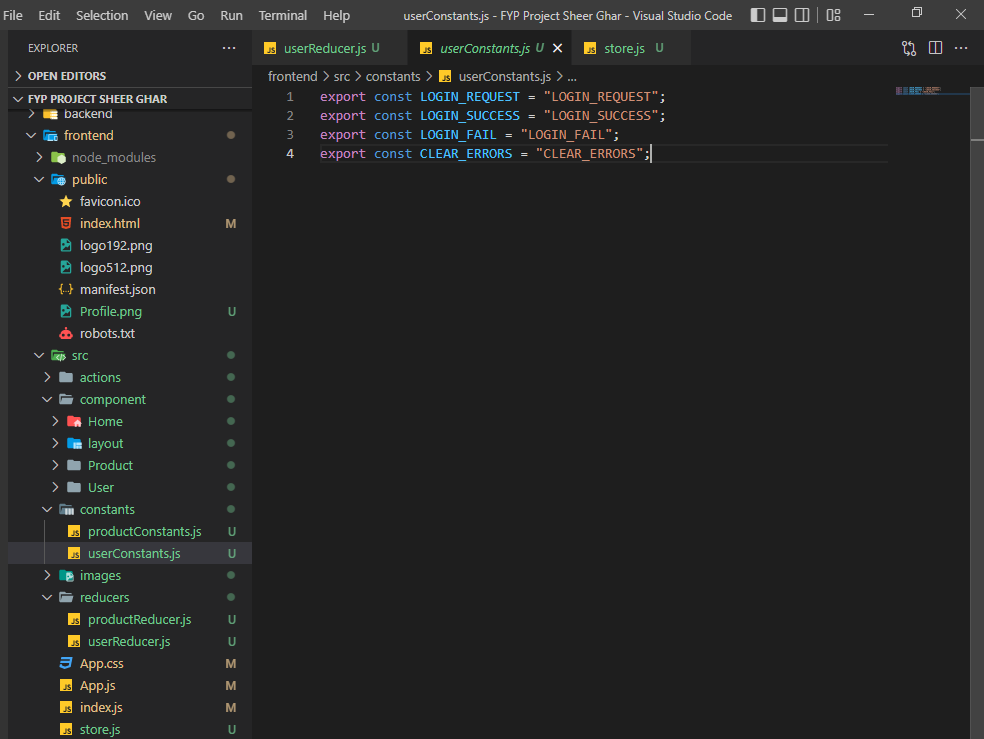 File Edit Selection View Go Run Terminal Help userConstants.js - FYP Project Sheer Ghar - Visual Studio Code
EXPLORER
OPEN EDITORS
FYP PROJECT SHEER GHAR
backend
frontend
node_modules
public
favicon.ico
index.html M
logo192.png
logo512.png
manifest.json
Profile.png U
robots.txt
src
actions
component
Home
layout
Product
User
constants
productConstants.js U
userConstants.js U
images
reducers
productReducer.js U
userReducer.js U
App.css M
App.js M
index.js M
store.js U
userReducer.js U userConstants.js U store.js U
frontend > src > constants > userConstants.js > ...
1 export const LOGIN_REQUEST = "LOGIN_REQUEST";
2 export const LOGIN_SUCCESS = "LOGIN_SUCCESS";
3 export const LOGIN_FAIL = "LOGIN_FAIL";
4 export const CLEAR_ERRORS = "CLEAR_ERRORS";